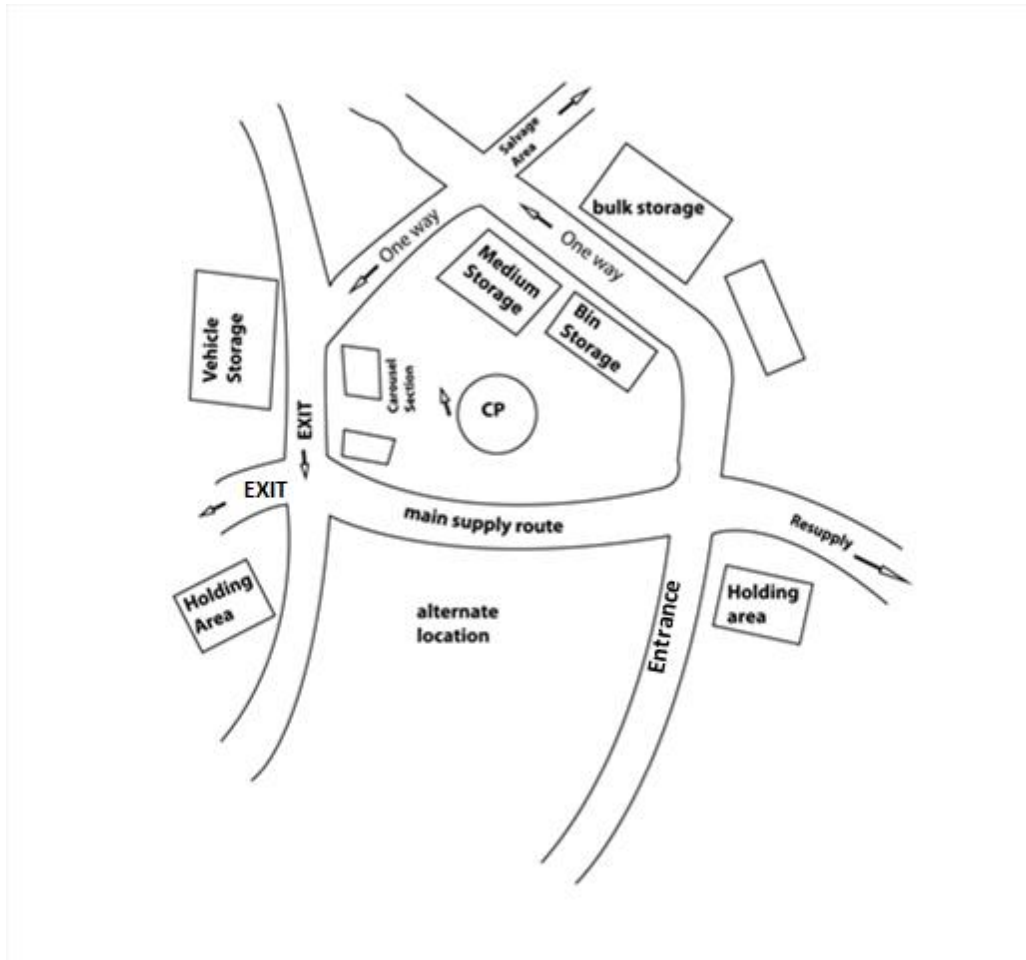 Salvage
Area
bulk storage
One way
One way
Medium
Storage
Bin
Storage
Vehicle
Storage
Carousel
Section
CP
EXIT
EXIT
main supply route
Resupply
Holding
Area
alternate
location
Entrance
Holding
area